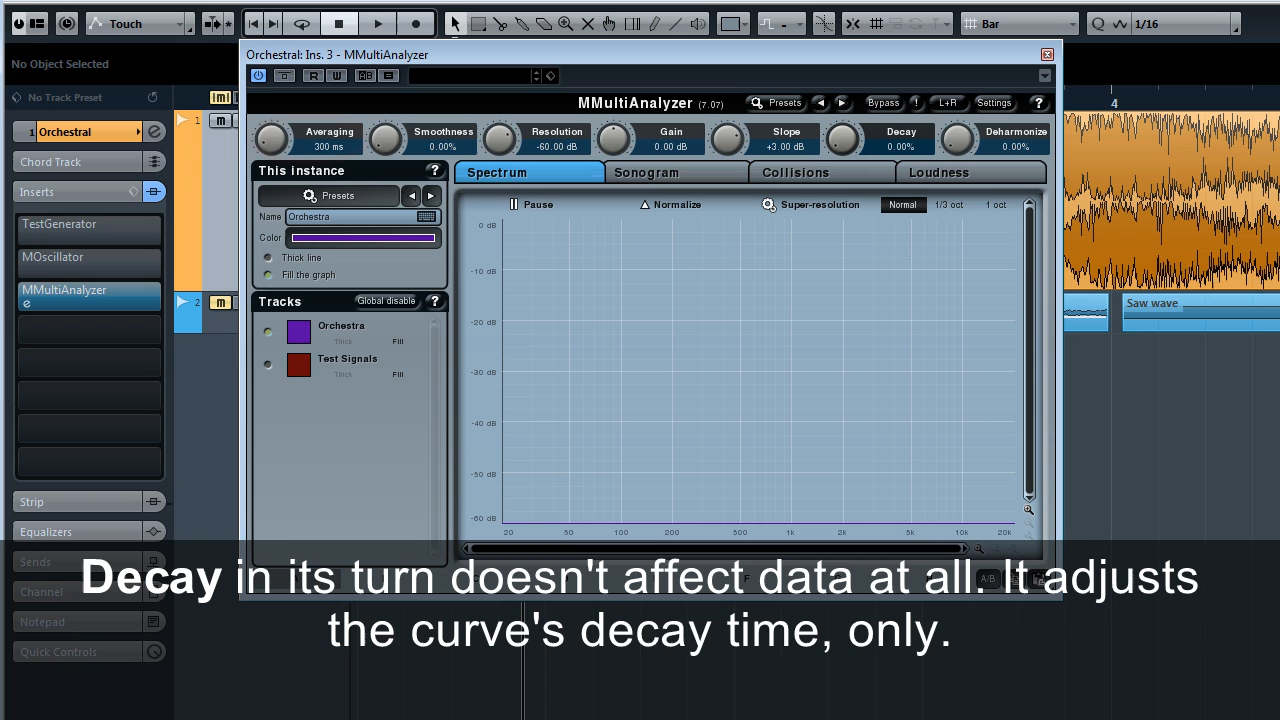 Touch
Bar
1/16
No Object Selected
Orchestral: Ins. 3 - MMultiAnalyzer
No Track Preset
R W A|B
4
MMultiAnalyzer (7.07) Presets Bypass ! L+R Settings ?
1 Orchestral
1 m
Averaging Smoothness Resolution Gain Slope Decay Deharmonize
300 ms 0.00% -60.00 dB 0.00 dB +3.00 dB 0.00% 0.00%
Chord Track
This instance ?
Spectrum Sonogram Collisions Loudness
Inserts
Presets
Pause Normalize Super-resolution Normal 1/3 oct 1 oct
Name Orchestra
Color
Thick line
Fill the graph
TestGenerator
MOscillator
MMultiAnalyzer
e
2 m
Saw wave
Tracks Global disable ?
Orchestra
Thick Fill
Test Signals
Thick Fill
0 dB
-10 dB
-20 dB
-30 dB
-40 dB
-50 dB
-60 dB
20 50 100 200 500 1k 2k 5k 10k 20k
Strip
Equalizers
Sends
Channel
Notepad
Quick Controls
F
A/B
Decay in its turn doesn't affect data at all. It adjusts
the curve's decay time, only.